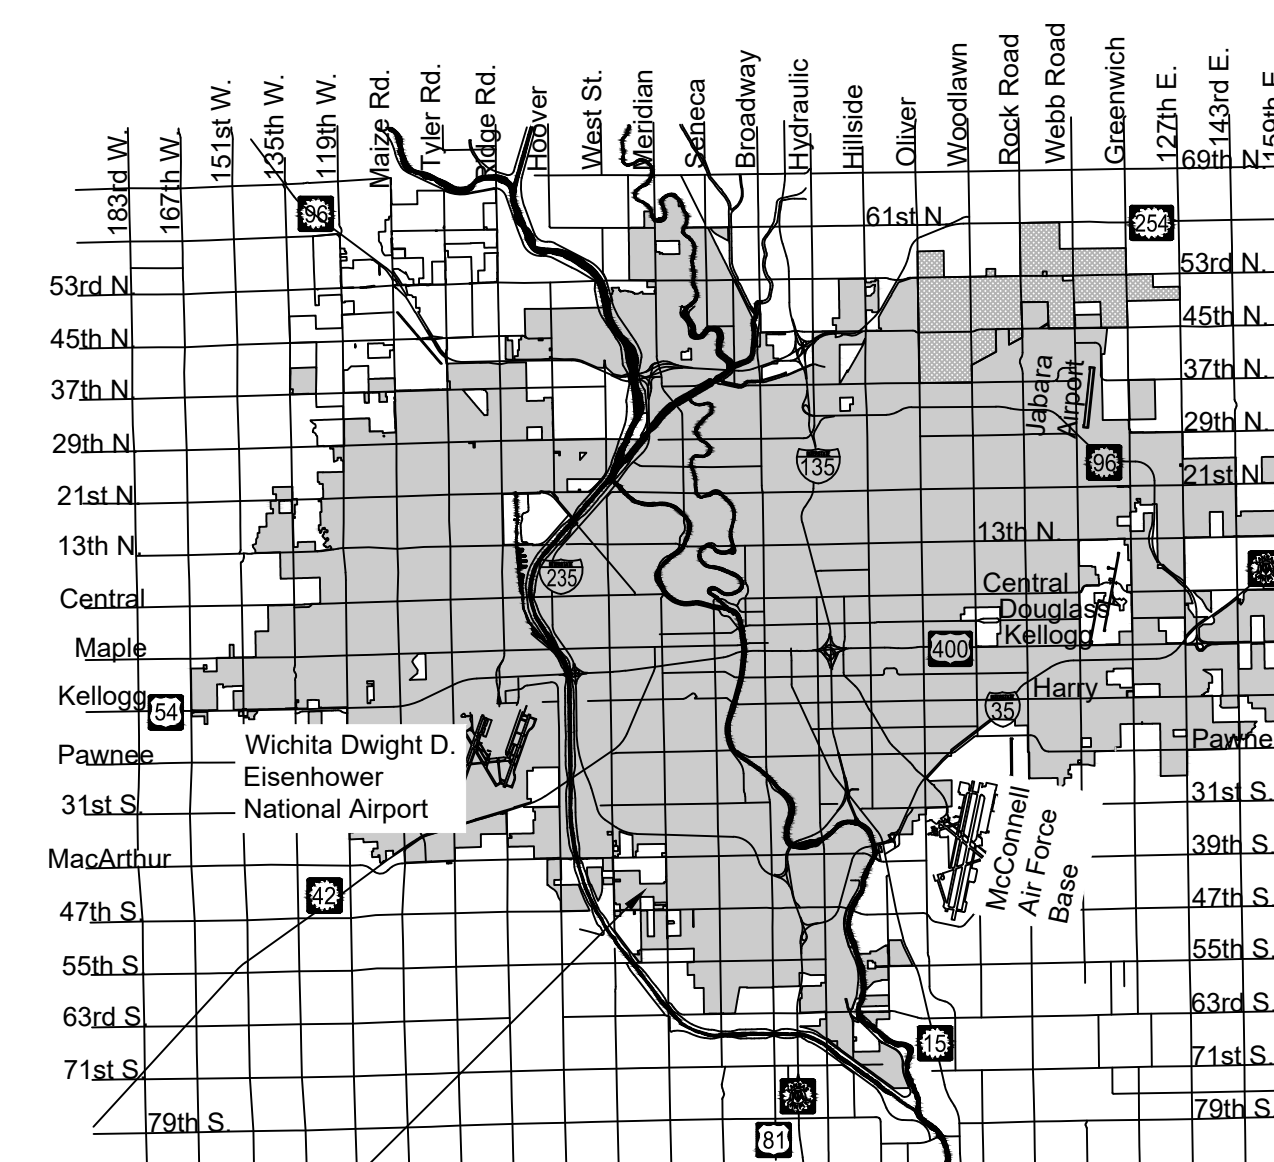 183rd W.
167th W.
151st W.
135th W.
119th W.
Maize Rd.
Tyler Rd.
Ridge Rd.
Hoover
West St.
Meridian
Seneca
Broadway
Hydraulic
Hillside
Oliver
Woodlawn
Rock Road
Webb Road
Greenwich
127th E.
143rd E.
159th E
69th N.
61st N.
96
254
53rd N.
53rd N.
45th N.
45th N.
37th N.
37th N.
Jabara
Airport
29th N.
29th N.
135
96
21st N.
21st N.
13th N.
13th N.
235
Central
Central
Douglass
Kellogg
Maple
400
Kellogg
54
Harry
35
Pawnee
Pawne
Wichita Dwight D.
Eisenhower
National Airport
31st S.
31st S.
McConnell
Air Force
Base
MacArthur
39th S.
42
47th S.
47th S.
55th S.
55th S.
63rd S.
63rd S.
15
71st S.
71st S.
79th S.
79th S.
81